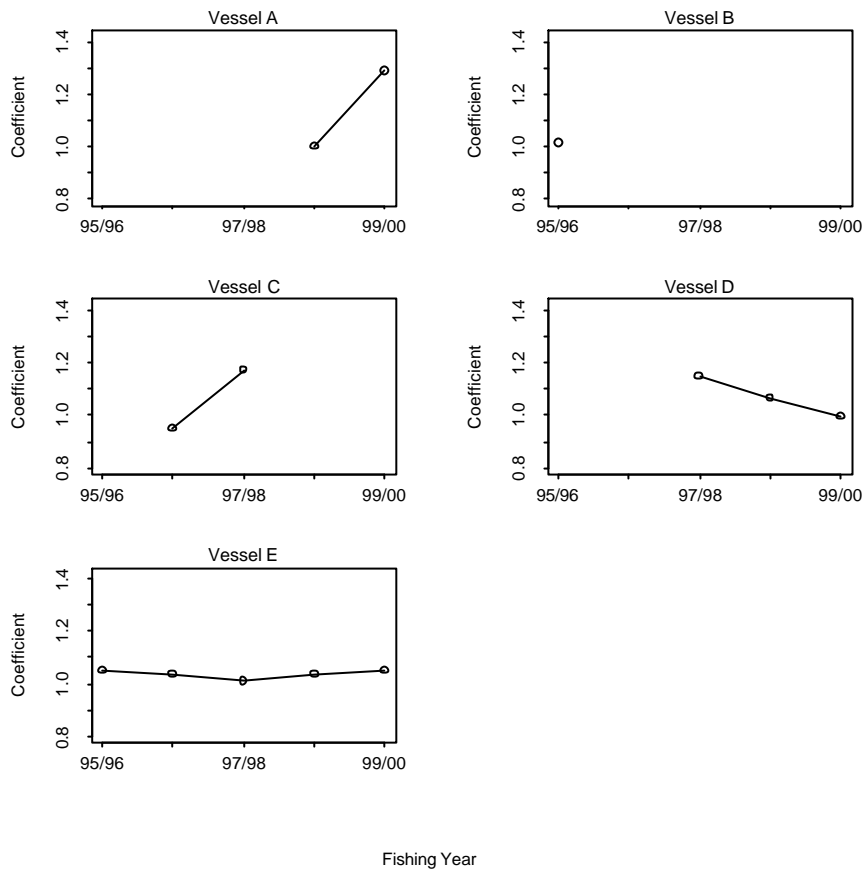 Vessel A
Coefficient
0.8 1.0 1.2 1.4
95/96 97/98 99/00
Vessel B
Coefficient
0.8 1.0 1.2 1.4
95/96 97/98 99/00
Vessel C
Coefficient
0.8 1.0 1.2 1.4
95/96 97/98 99/00
Vessel D
Coefficient
0.8 1.0 1.2 1.4
95/96 97/98 99/00
Vessel E
Coefficient
0.8 1.0 1.2 1.4
95/96 97/98 99/00
Fishing Year